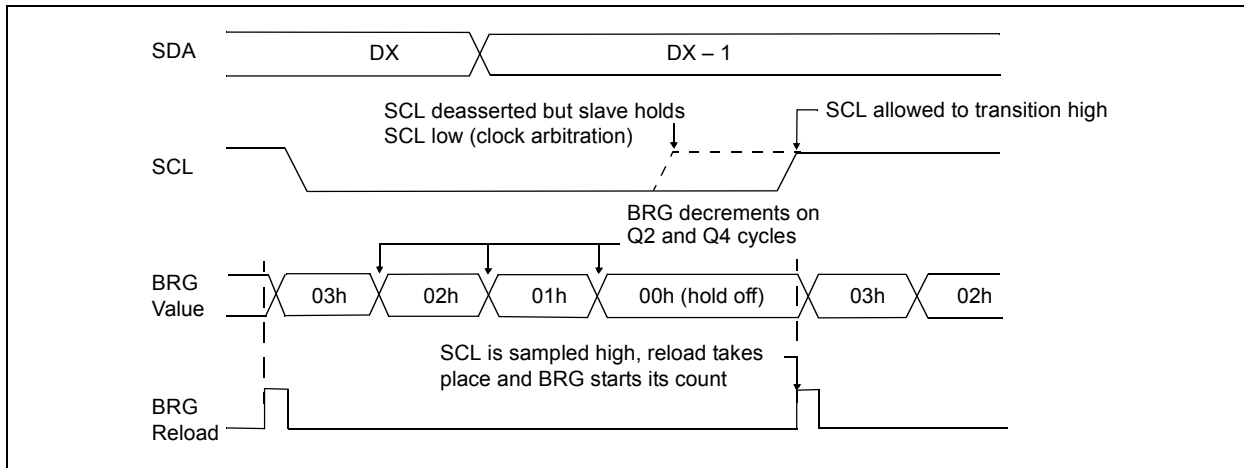 SDA
DX
DX – 1
SCL deasserted but slave holds
SCL low (clock arbitration)
SCL allowed to transition high
SCL
BRG decrements on
Q2 and Q4 cycles
BRG
Value
03h
02h
01h
00h (hold off)
03h
02h
SCL is sampled high, reload takes
place and BRG starts its count
BRG
Reload